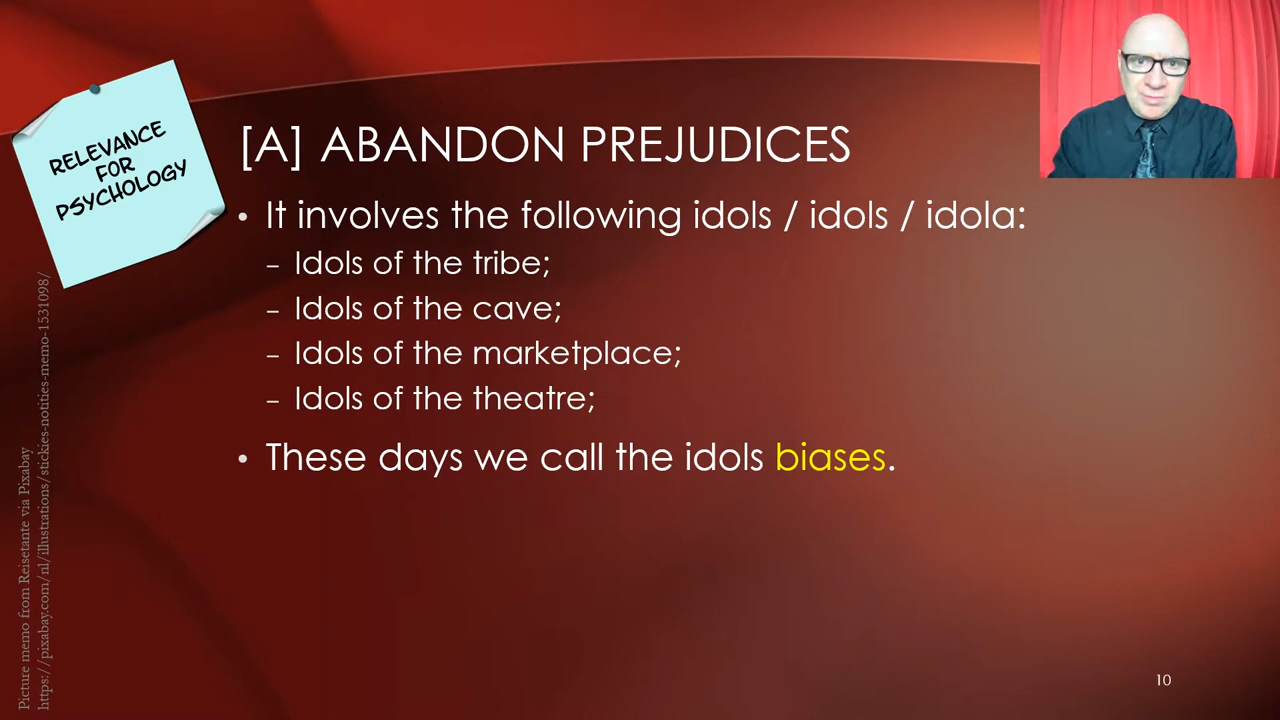 RELEVANCE
FOR
PSYCHOLOGY
[A] ABANDON PREJUDICES
• It involves the following idols / idols / idola:
– Idols of the tribe;
– Idols of the cave;
– Idols of the marketplace;
– Idols of the theatre;
• These days we call the idols biases.
Picture memo from Reisetante via Pixabay
https://pixabay.com/nl/illustrations/stickies-notities-memo-1531098/
10